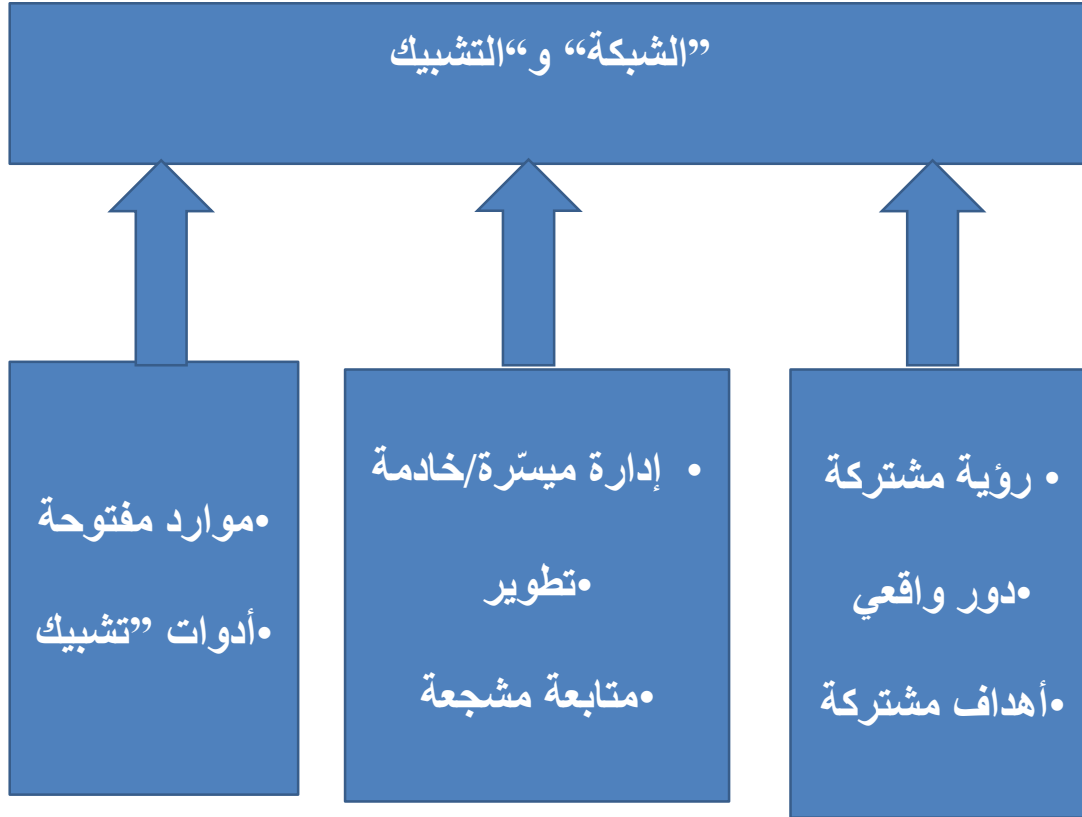 ”الشبكة“ و“التشبيك
• رؤية مشتركة
•دور واقعي
•أهداف مشتركة
• إدارة ميسّرة/خادمة
•تطوير
•متابعة مشجعة
•موارد مفتوحة
•أدوات ”تشبيك